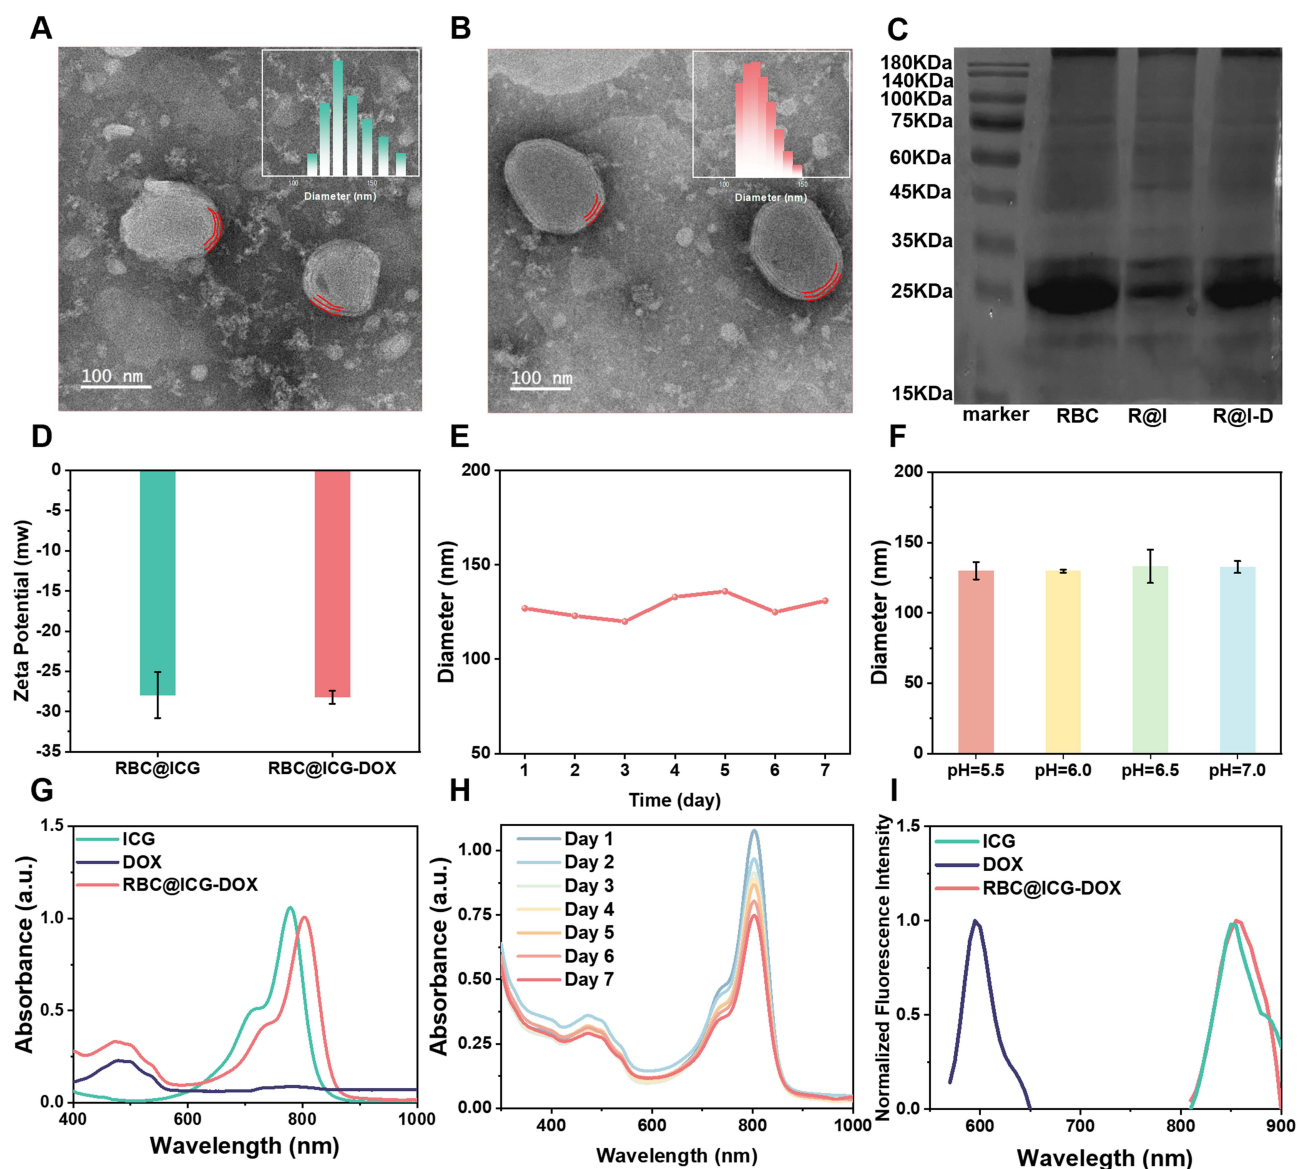 A
100
150
Diameter (nm)
100 nm
B
100
150
Diameter (nm)
100 nm
C
180KDa
140KDa
100KDa
75KDa
60KDa
45KDa
35KDa
25KDa
15KDa
marker RBC R@I R@I-D
D
Zeta Potential (mw)
0
-5
-10
-15
-20
-25
-30
-35
RBC@ICG RBC@ICG-DOX
E
Diameter (nm)
200
150
100
50
1 2 3 4 5 6 7
Time (day)
F
Diameter (nm)
200
150
100
50
0
pH=5.5 pH=6.0 pH=6.5 pH=7.0
G
Absorbance (a.u.)
1.5
1.0
0.5
0.0
ICG
DOX
RBC@ICG-DOX
400 600 800 1000
Wavelength (nm)
H
Absorbance (a.u.)
1.00
0.75
0.50
0.25
0.00
Day 1
Day 2
Day 3
Day 4
Day 5
Day 6
Day 7
400 600 800 1000
Wavelength (nm)
I
Normalized Fluorescence Intensity
1.5
1.0
0.5
0.0
ICG
DOX
RBC@ICG-DOX
600 700 800 900
Wavelegth (nm)